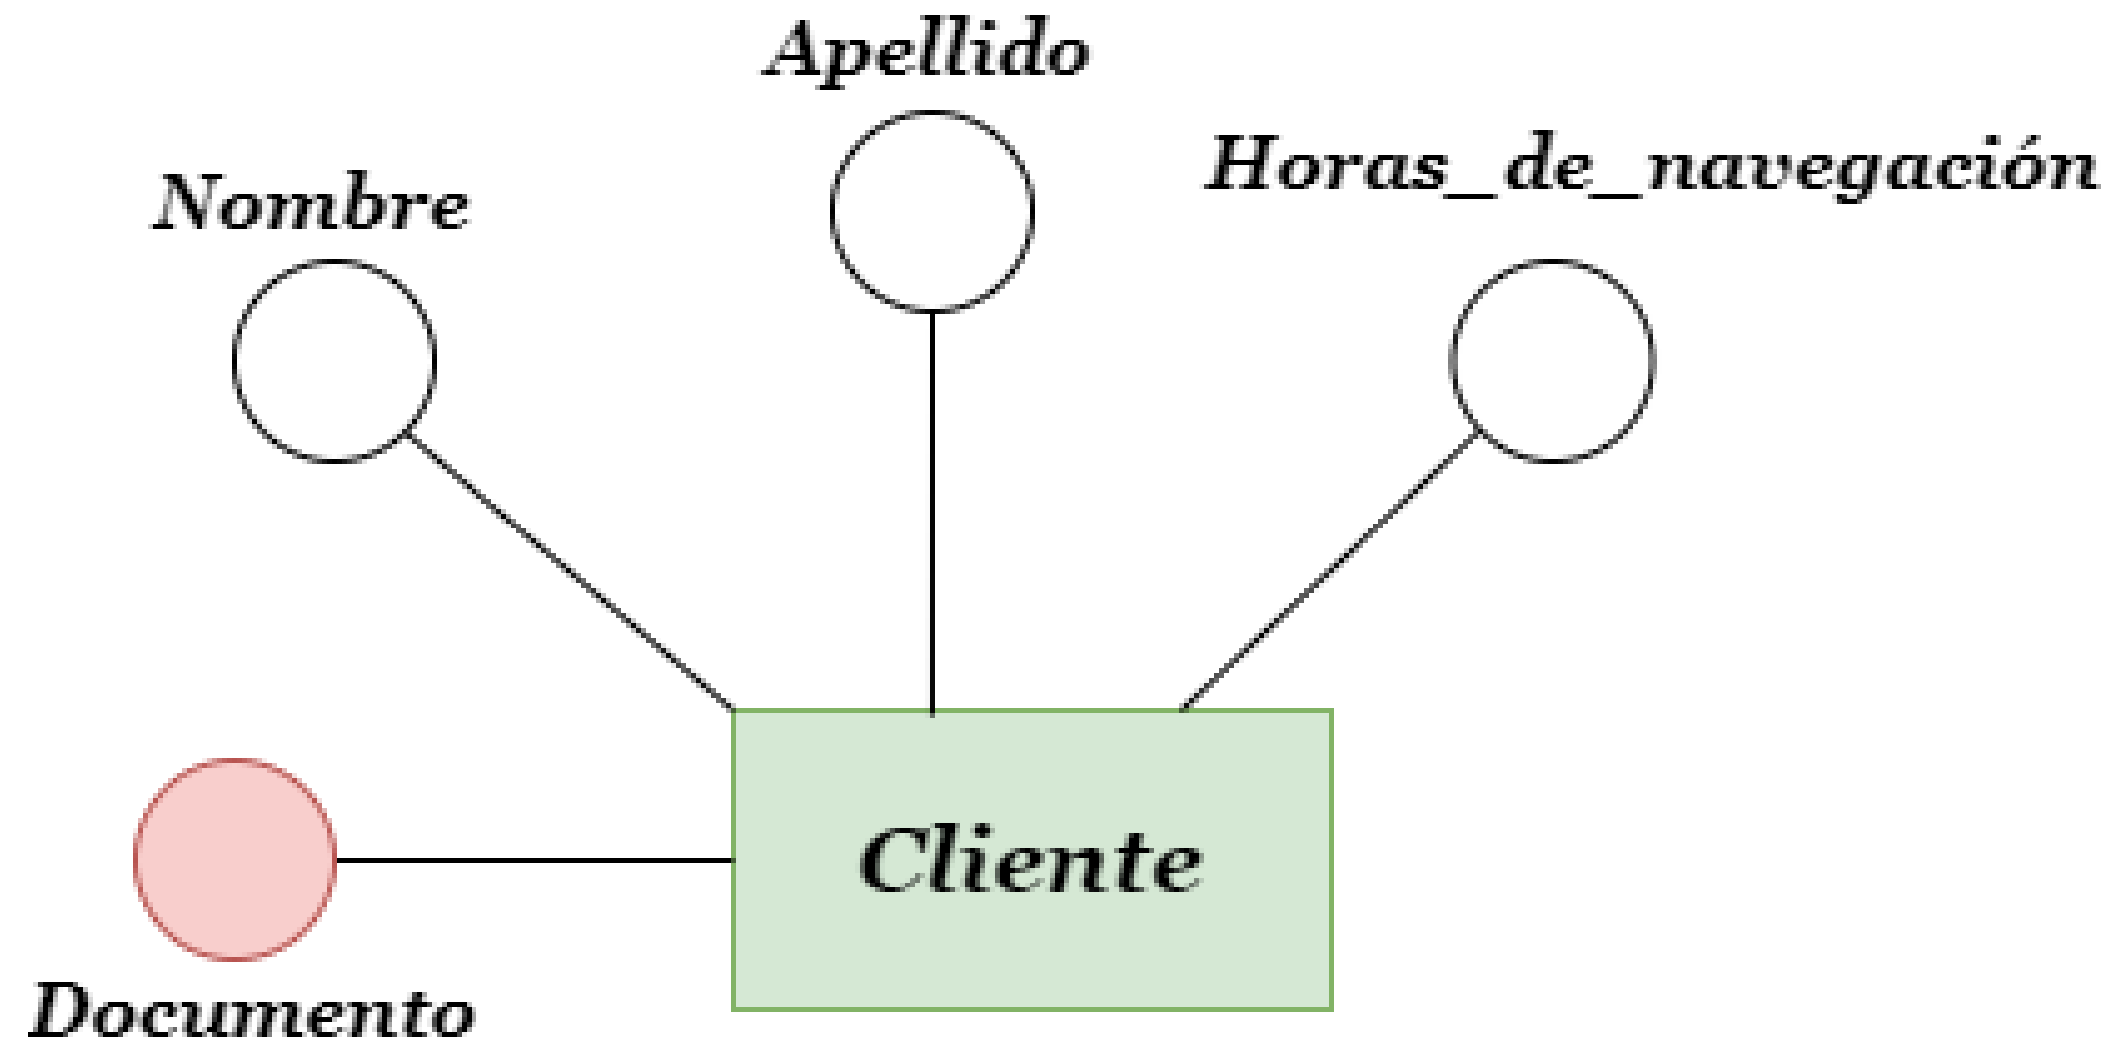 Apellido
Horas_de_navegación
Nombre
Cliente
Documento